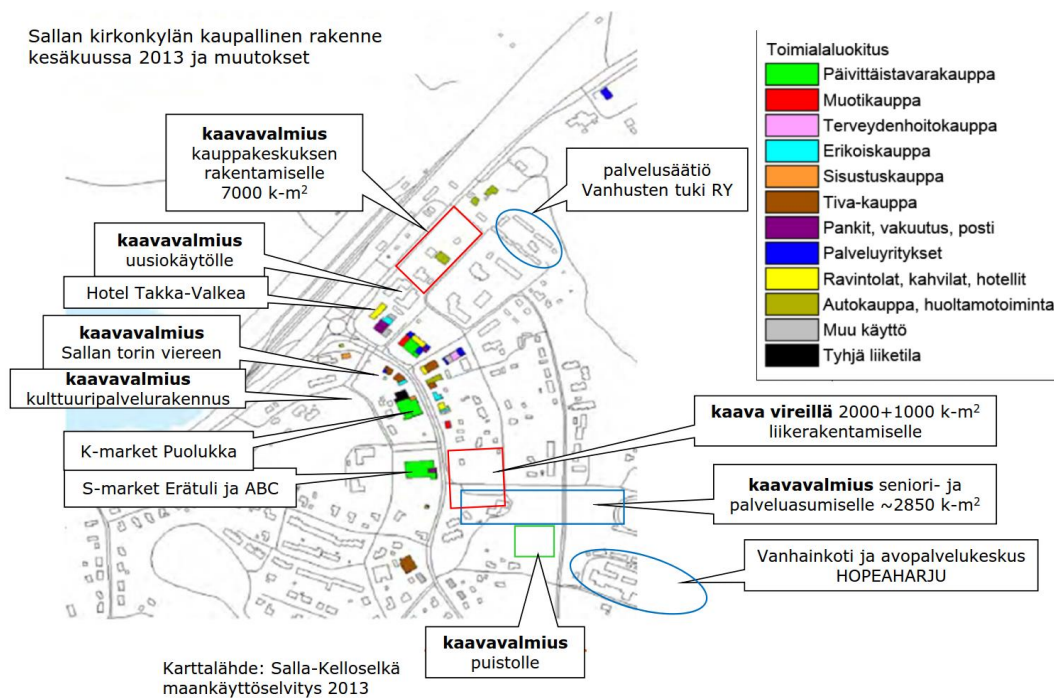 Sallan kirkonkylän kaupallinen rakenne
kesäkuussa 2013 ja muutokset
kaavavalmius
kauppakeskuksen
rakentamiselle
7000 k-m²
kaavavalmius
uusiokäytölle
Hotel Takka-Valkea
kaavavalmius
Sallan torin viereen
kaavavalmius
kulttuuripalvelurakennus
K-market Puolukka
S-market Erätuli ja ABC
palvelusäätiö
Vanhusten tuki RY
Toimialaluokitus
Päivittäistavarakauppa
Muotikauppa
Terveydenhoitokauppa
Erikoiskauppa
Sisustuskauppa
Tiva-kauppa
Pankit, vakuutus, posti
Palveluyritykset
Ravintolat, kahvilat, hotellit
Autokauppa, huoltamotoiminta
Muu käyttö
Tyhjä liiketila
kaava vireillä 2000+1000 k-m²
liikerakentamiselle
kaavavalmius seniori- ja
palveluasumiselle ~2850 k-m²
Vanhainkoti ja avopalvelukeskus
HOPEAHARJU
kaavavalmius
puistolle
Karttalähde: Salla-Kelloselkä
maankäyttöselvitys 2013